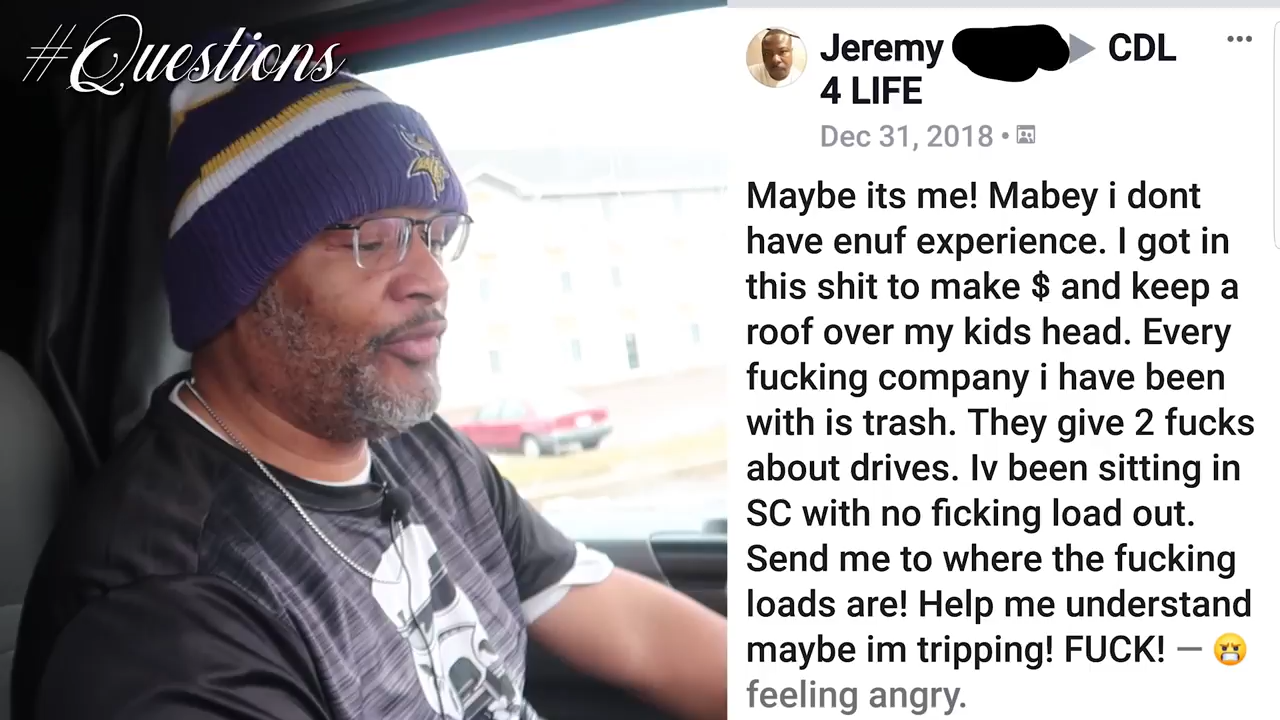 #Questions
Jeremy CDL
4 LIFE
Dec 31, 2018 •
Maybe its me! Mabey i dont
have enuf experience. I got in
this shit to make $ and keep a
roof over my kids head. Every
fucking company i have been
with is trash. They give 2 fucks
about drives. Iv been sitting in
SC with no ficking load out.
Send me to where the fucking
loads are! Help me understand
maybe im tripping! FUCK! — 😬
feeling angry.